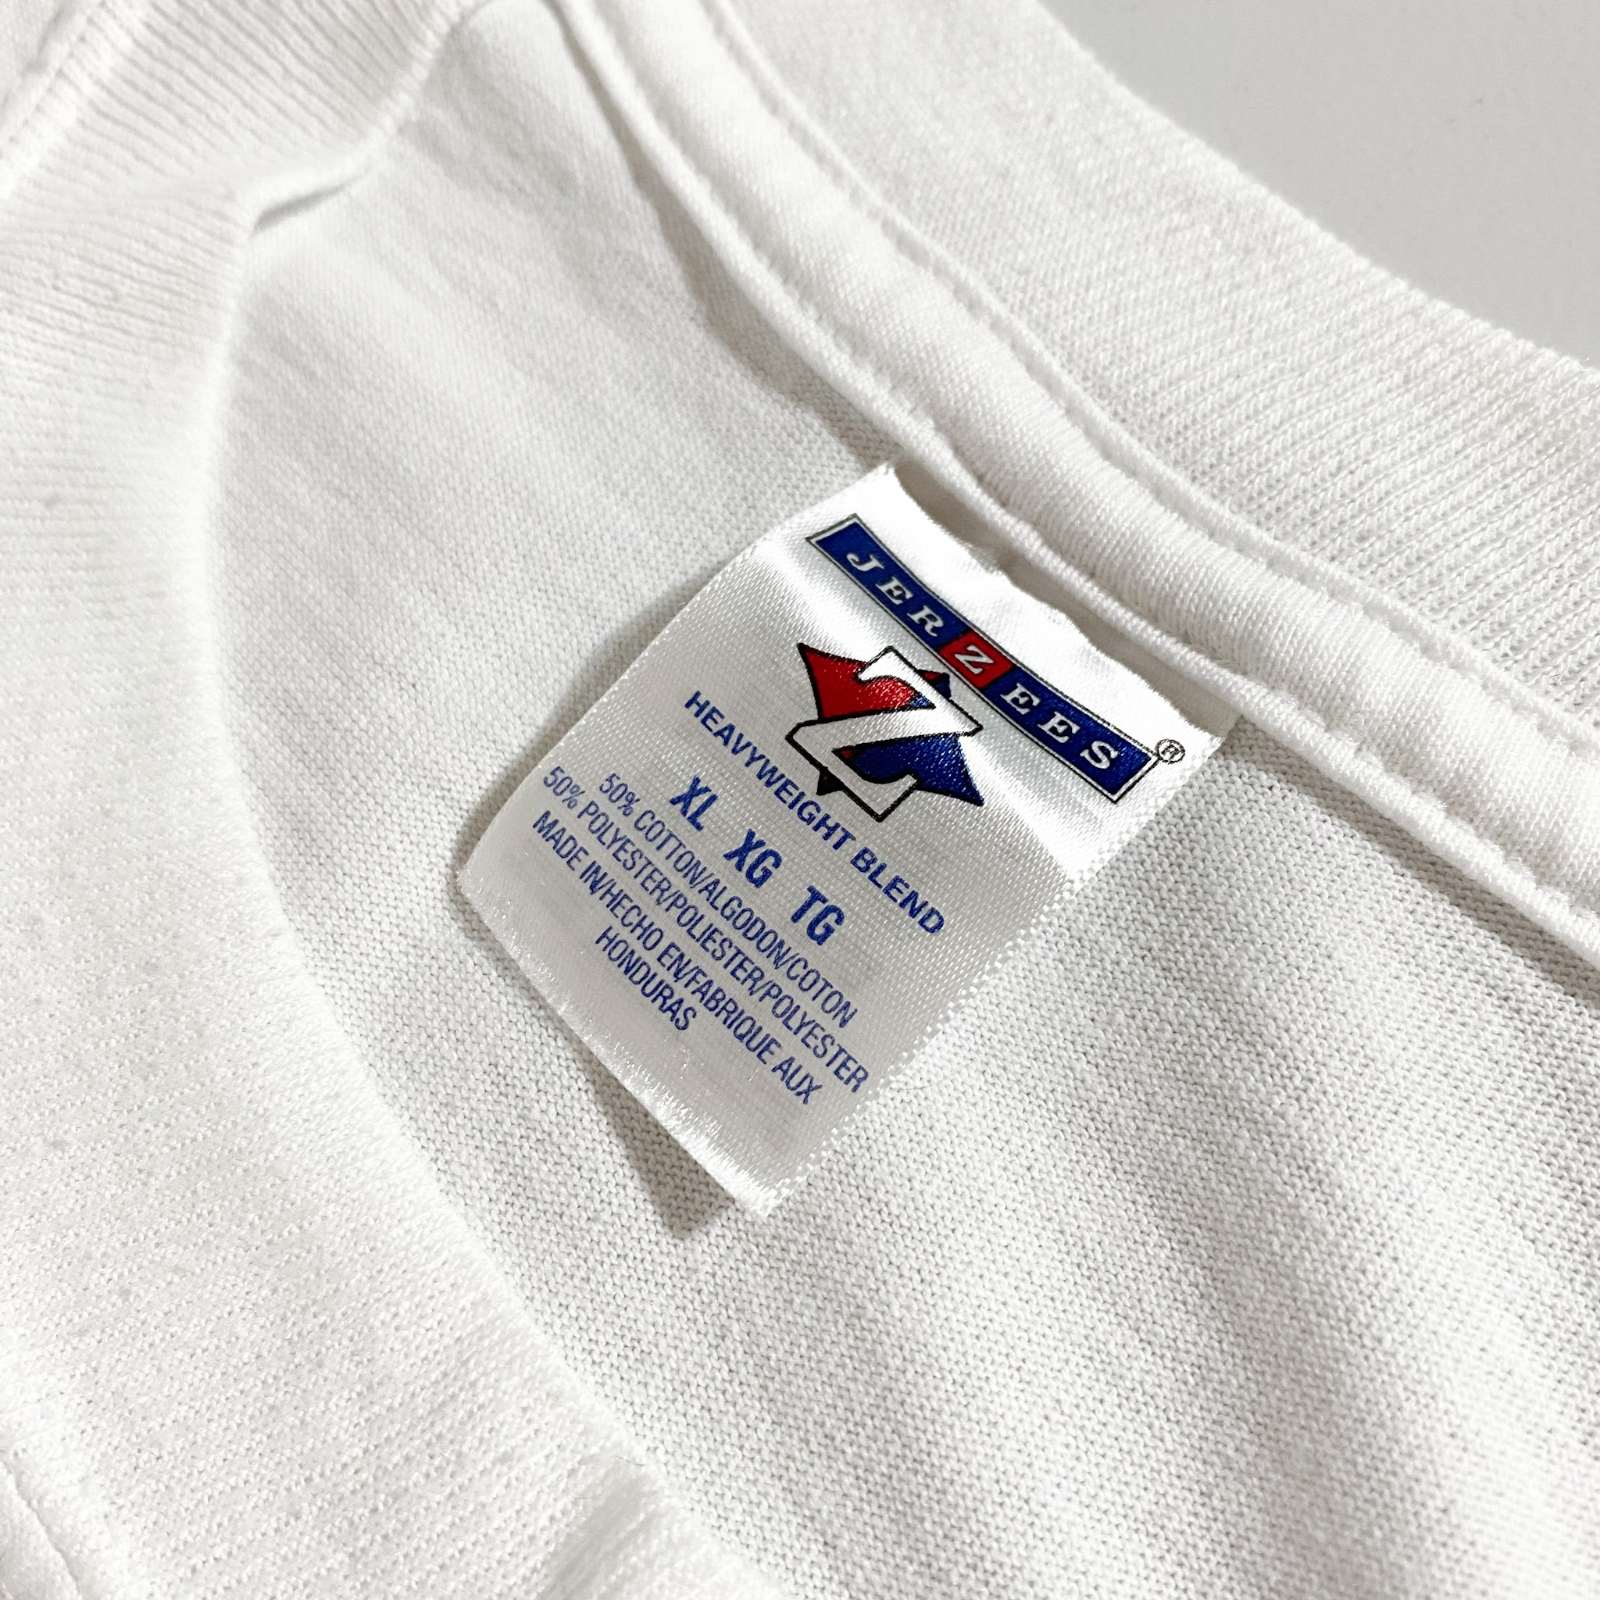 JERZEES®
Z
HEAVYWEIGHT BLEND
XL XG TG
50% COTTON/ALGODON/COTON
50% POLYESTER/POLIESTER/POLYESTER
MADE IN/HECHO EN/FABRIQUE AUX
HONDURAS